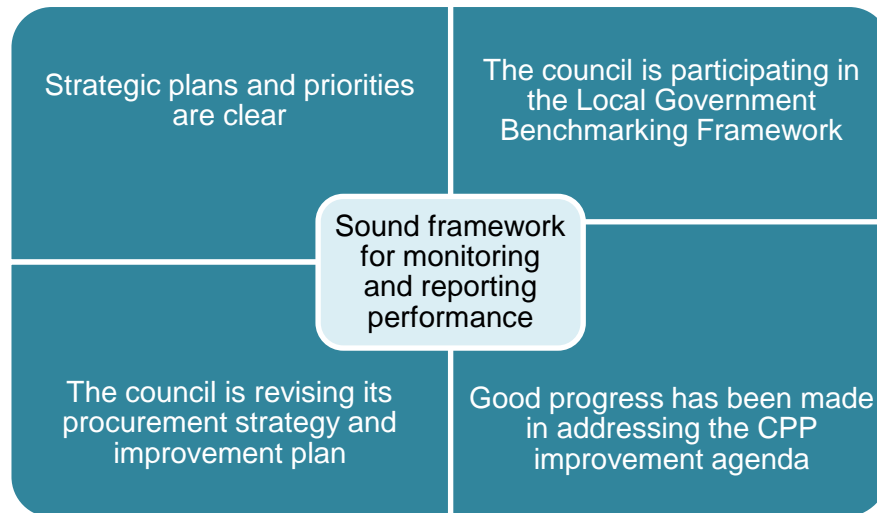 Strategic plans and priorities
are clear
The council is participating in
the Local Government
Benchmarking Framework
Sound framework
for monitoring
and reporting
performance
The council is revising its
procurement strategy and
improvement plan
Good progress has been made
in addressing the CPP
improvement agenda